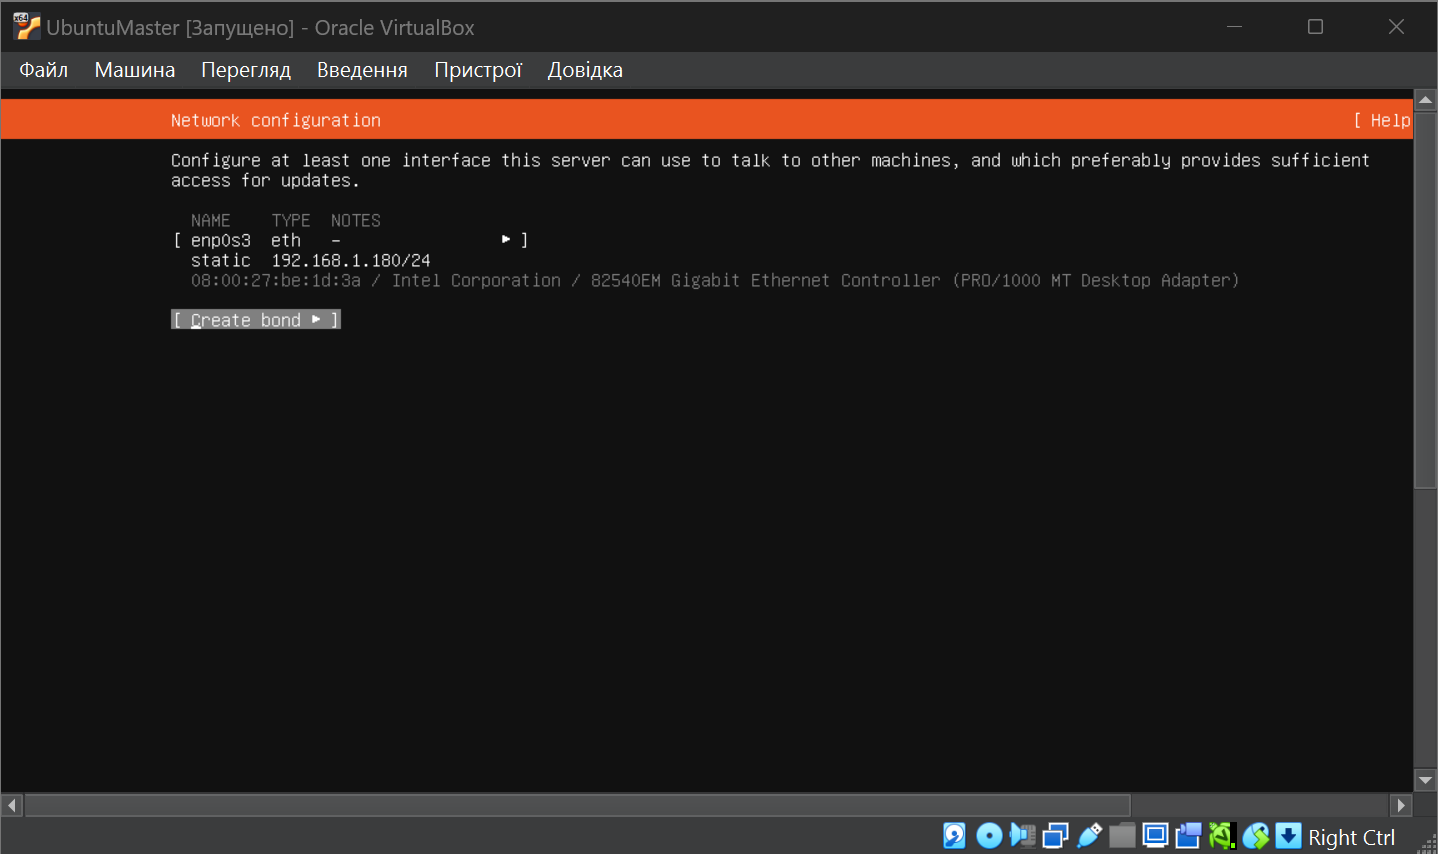 x64
UbuntuMaster [Запущено] - Oracle VirtualBox
Файл Машина Перегляд Введення Пристрої Довідка
Network configuration [ Help
Configure at least one interface this server can use to talk to other machines, and which preferably provides sufficient
access for updates.
NAME TYPE NOTES
[ enp0s3 eth - ▸ ]
static 192.168.1.180/24
08:00:27:be:1d:3a / Intel Corporation / 82540EM Gigabit Ethernet Controller (PRO/1000 MT Desktop Adapter)
[ Create bond ▸ ]
Right Ctrl